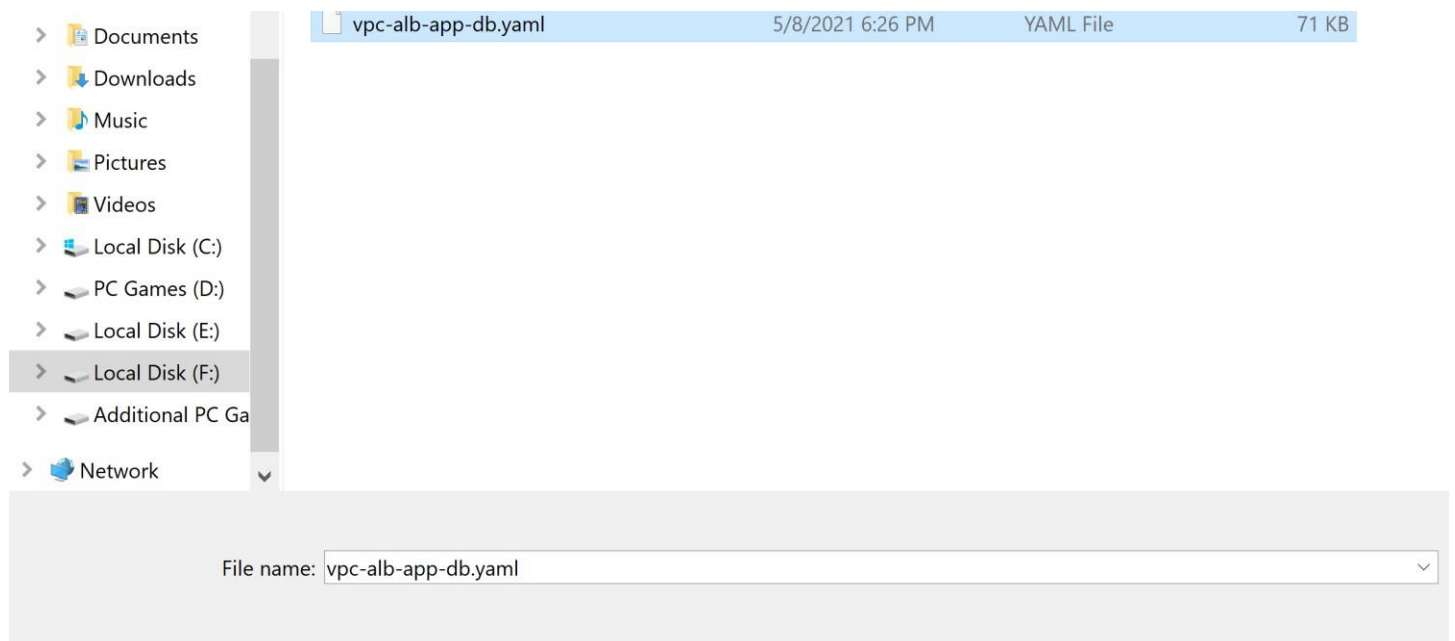 Documents
Downloads
Music
Pictures
Videos
Local Disk (C:)
PC Games (D:)
Local Disk (E:)
Local Disk (F:)
Additional PC Ga
Network
vpc-alb-app-db.yaml 5/8/2021 6:26 PM YAML File 71 KB
File name: vpc-alb-app-db.yaml